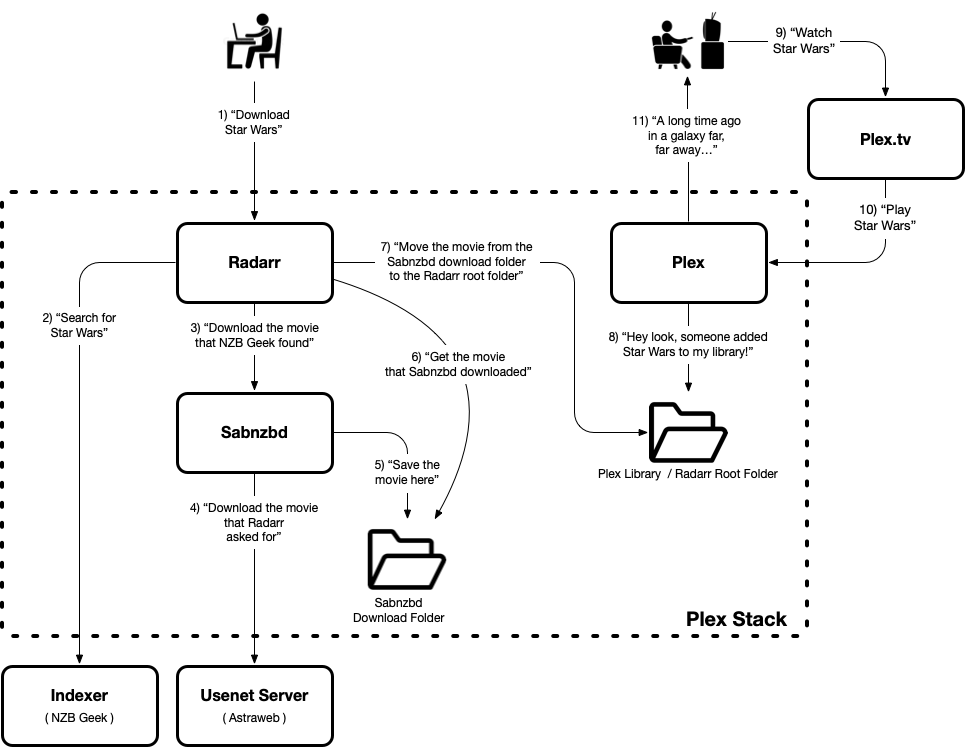 9) “Watch
Star Wars”
1) “Download
Star Wars”
11) “A long time ago
in a galaxy far,
far away…”
Plex.tv
10) “Play
Star Wars”
Radarr
7) “Move the movie from the
Sabnzbd download folder
to the Radarr root folder”
Plex
2) “Search for
Star Wars”
3) “Download the movie
that NZB Geek found”
8) “Hey look, someone added
Star Wars to my library!”
6) “Get the movie
that Sabnzbd downloaded”
Sabnzbd
5) “Save the
movie here”
Plex Library / Radarr Root Folder
4) “Download the movie
that Radarr
asked for”
Sabnzbd
Download Folder
Plex Stack
Indexer
( NZB Geek )
Usenet Server
( Astraweb )